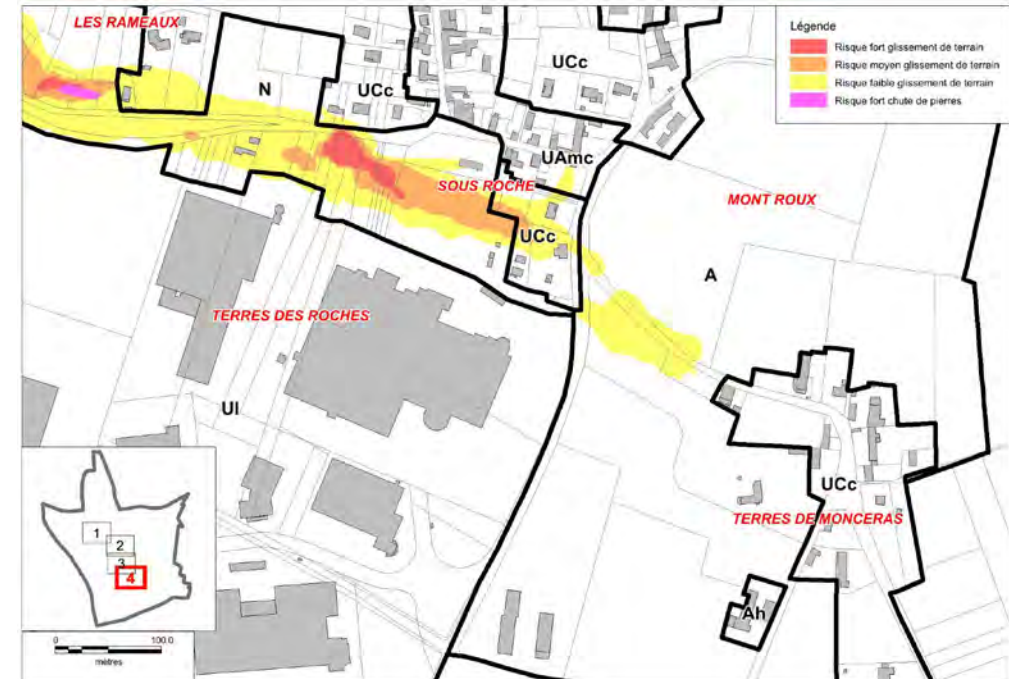 LES RAMEAUX
Légende
Risque fort glissement de terrain
Risque moyen glissement de terrain
Risque faible glissement de terrain
Risque fort chute de pierres
UCc
N
UCc
UAmc
SOUS ROCHE
MONT ROUX
UCc
A
TERRES DES ROCHES
UI
UCc
TERRES DE MONCERAS
1
2
3
4
Ah
0 100.0
mètres